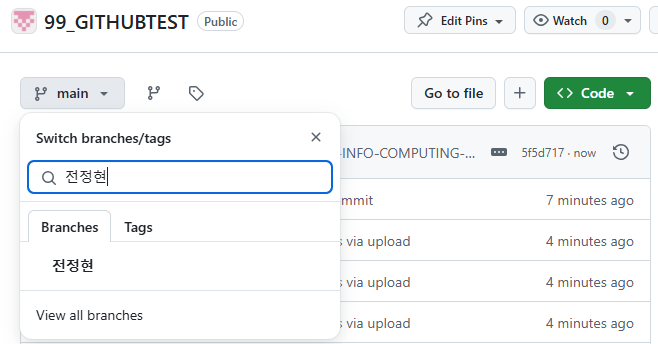 99_GITHUBTEST Public Edit Pins Watch 0
main Go to file + Code
Switch branches/tags
-INFO-COMPUTING-... 5f5d717 · now
전정현
mmit 7 minutes ago
Branches Tags
s via upload 4 minutes ago
전정현
s via upload 4 minutes ago
View all branches
s via upload 4 minutes ago